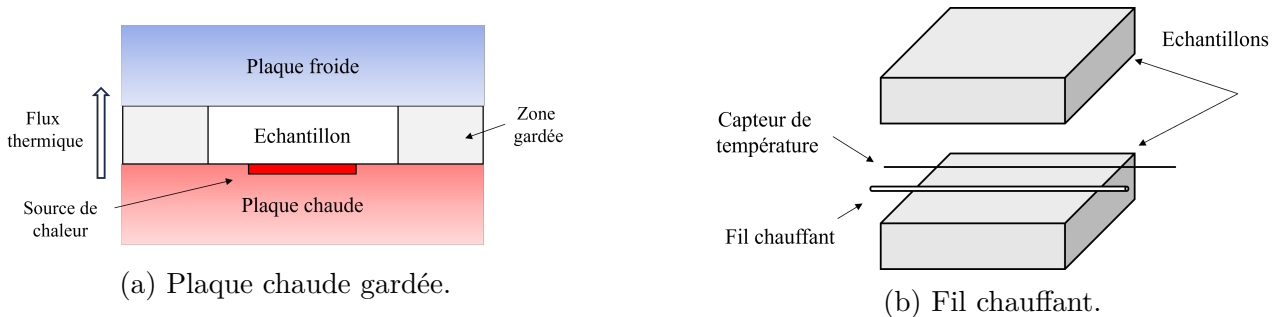 Plaque froide
Flux
thermique
Echantillon
Zone
gardée
Source de
chaleur
Plaque chaude
(a) Plaque chaude gardée.
Echantillons
Capteur de
température
Fil chauffant
(b) Fil chauffant.